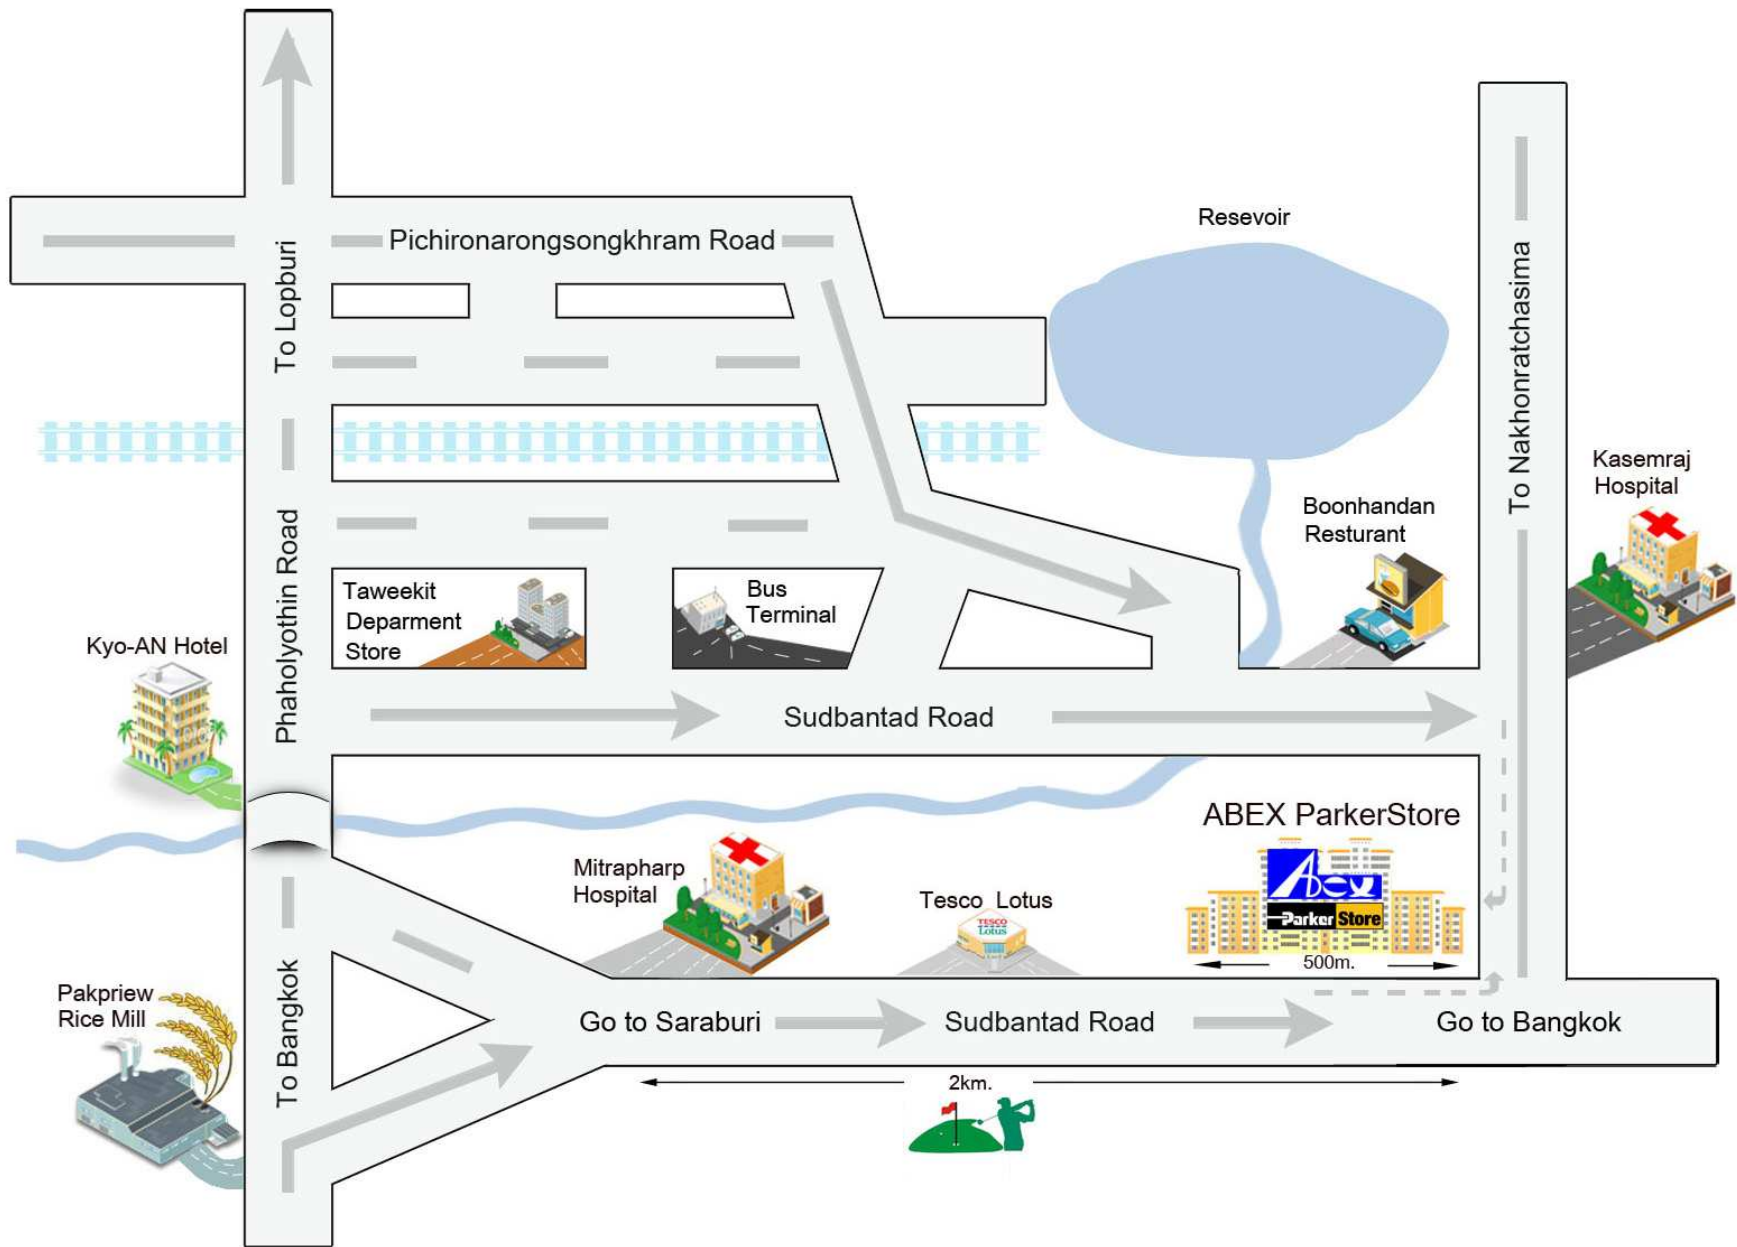 Resevoir
Pichironarongsongkhram Road
To Lopburi
To Nakhonratchasima
Kasemraj
Hospital
Boonhandan
Resturant
Phaholyothin Road
Taweekit
Deparment
Store
Bus
Terminal
Kyo-AN Hotel
Sudbantad Road
ABEX ParkerStore
Abex
Parker Store
500m.
Mitrapharp
Hospital
Tesco Lotus
TESCO
Lotus
Pakpriew
Rice Mill
To Bangkok
Go to Saraburi
Sudbantad Road
Go to Bangkok
2km.